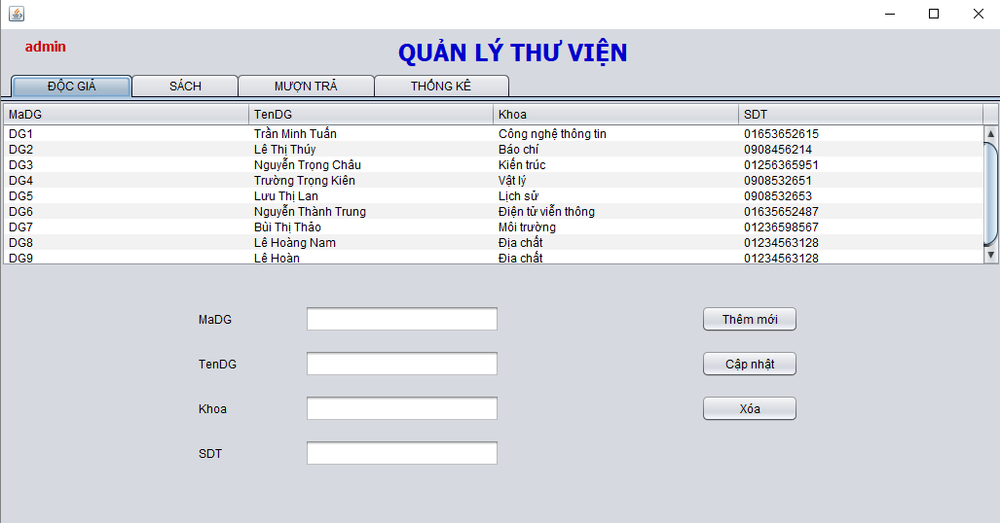 admin
QUẢN LÝ THƯ VIỆN
ĐỘC GIẢ SÁCH MƯỢN TRẢ THỐNG KÊ
MaDG TenDG Khoa SDT
DG1 Trần Minh Tuấn Công nghệ thông tin 01653652615
DG2 Lê Thị Thúy Báo chí 0908456214
DG3 Nguyễn Trọng Châu Kiến trúc 01256365951
DG4 Trường Trọng Kiên Vật lý 0908532651
DG5 Lưu Thị Lan Lịch sử 0908532653
DG6 Nguyễn Thành Trung Điện tử viễn thông 01635652487
DG7 Bùi Thị Thảo Môi trường 01236598567
DG8 Lê Hoàng Nam Địa chất 01234563128
DG9 Lê Hoàn Địa chất 01234563128
MaDG Thêm mới
TenDG Cập nhật
Khoa Xóa
SDT